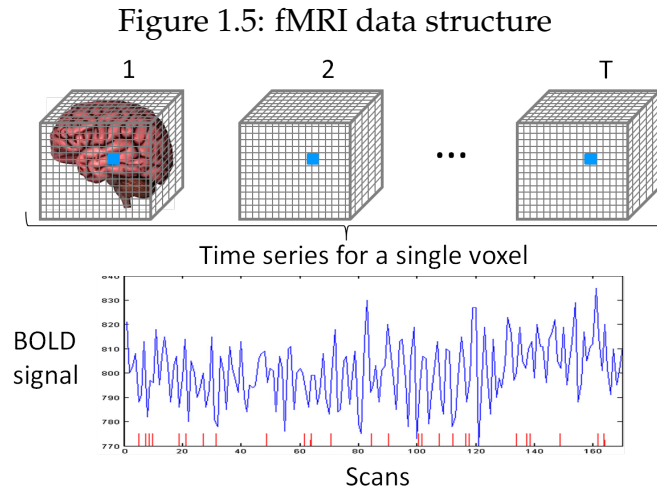 Figure 1.5: fMRI data structure
1 2 ... T
Time series for a single voxel
BOLD
signal
840
830
820
810
800
790
780
770
0 20 40 60 80 100 120 140 160
Scans